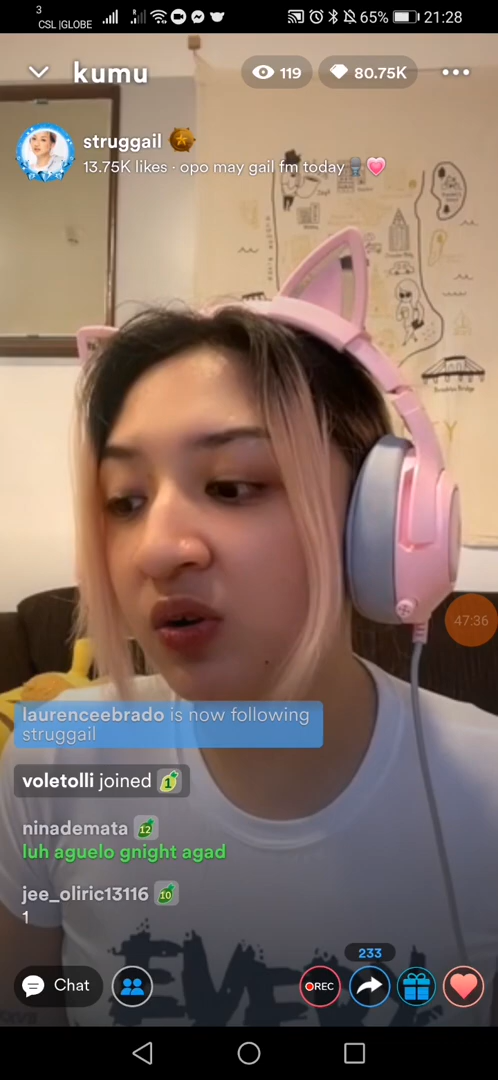 3
CSL |GLOBE
65%
21:28
kumu
119
80.75K
struggail
13.75K likes · opo may gail fm today
Brooklyn Bridge
47:36
laurenceebrado is now following
struggail
voletolli joined 1
ninademata 12
luh aguelo gnight agad
jee_oliric13116 10
1
233
Chat
REC